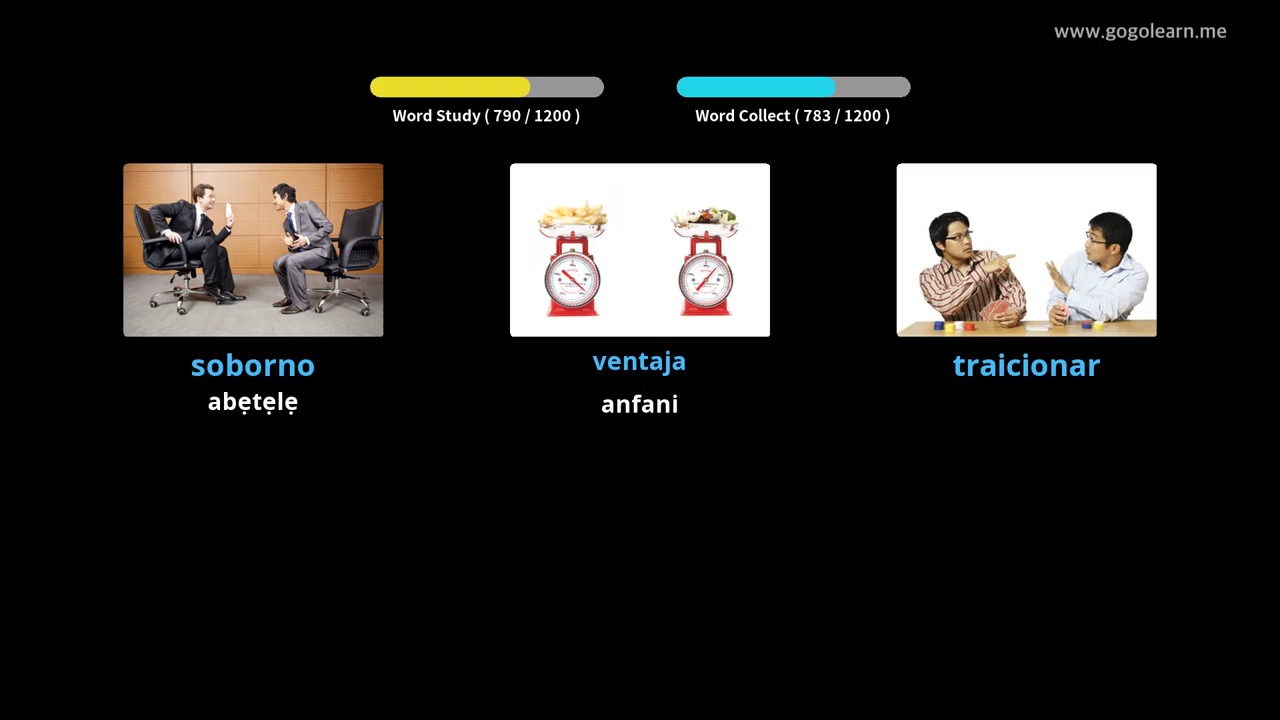 www.gogolearn.me
Word Study ( 790 / 1200 )
Word Collect ( 783 / 1200 )
soborno
abẹtẹlẹ
ventaja
anfani
traicionar